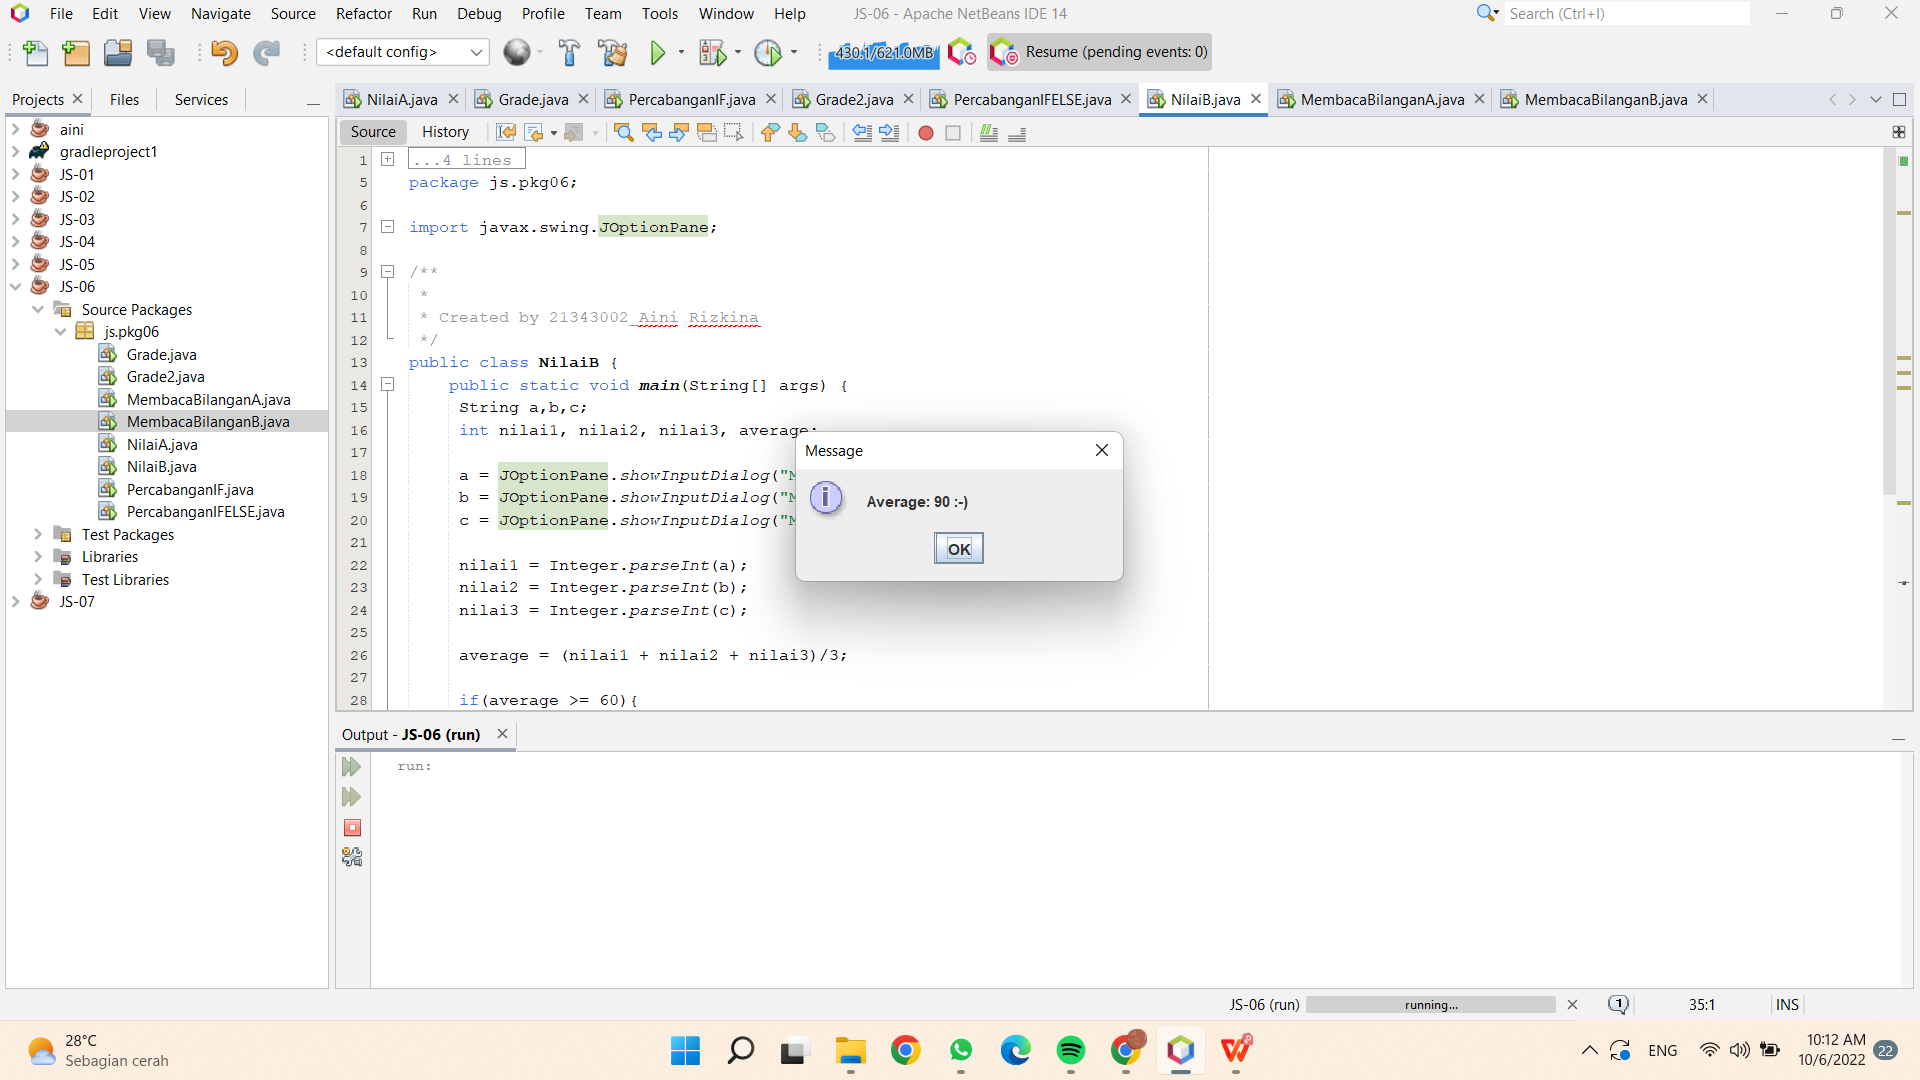 File Edit View Navigate Source Refactor Run Debug Profile Team Tools Window Help JS-06 - Apache NetBeans IDE 14 Search (Ctrl+I)
<default config> 430.1/621.0MB Resume (pending events: 0)
Projects Files Services
NilaiA.java Grade.java PercabanganIF.java Grade2.java PercabanganIFELSE.java NilaiB.java MembacaBilanganA.java MembacaBilanganB.java
Source History
aini
gradleproject1
JS-01
JS-02
JS-03
JS-04
JS-05
JS-06
Source Packages
js.pkg06
Grade.java
Grade2.java
MembacaBilanganA.java
MembacaBilanganB.java
NilaiA.java
NilaiB.java
PercabanganIF.java
PercabanganIFELSE.java
Test Packages
Libraries
Test Libraries
JS-07
1 ...4 lines
5 package js.pkg06;
6
7 import javax.swing.JOptionPane;
8
9 /**
10 *
11 * Created by 21343002_Aini Rizkina
12 */
13 public class NilaiB {
14 public static void main(String[] args) {
15 String a,b,c;
16 int nilai1, nilai2, nilai3, average;
17
18 a = JOptionPane.showInputDialog("M
19 b = JOptionPane.showInputDialog("M
20 c = JOptionPane.showInputDialog("M
21
22 nilai1 = Integer.parseInt(a);
23 nilai2 = Integer.parseInt(b);
24 nilai3 = Integer.parseInt(c);
25
26 average = (nilai1 + nilai2 + nilai3)/3;
27
28 if(average >= 60){
Message
Average: 90 :-)
OK
Output - JS-06 (run)
run:
JS-06 (run) running... 1 35:1 INS
28°C
Sebagian cerah
ENG
10:12 AM
10/6/2022
22